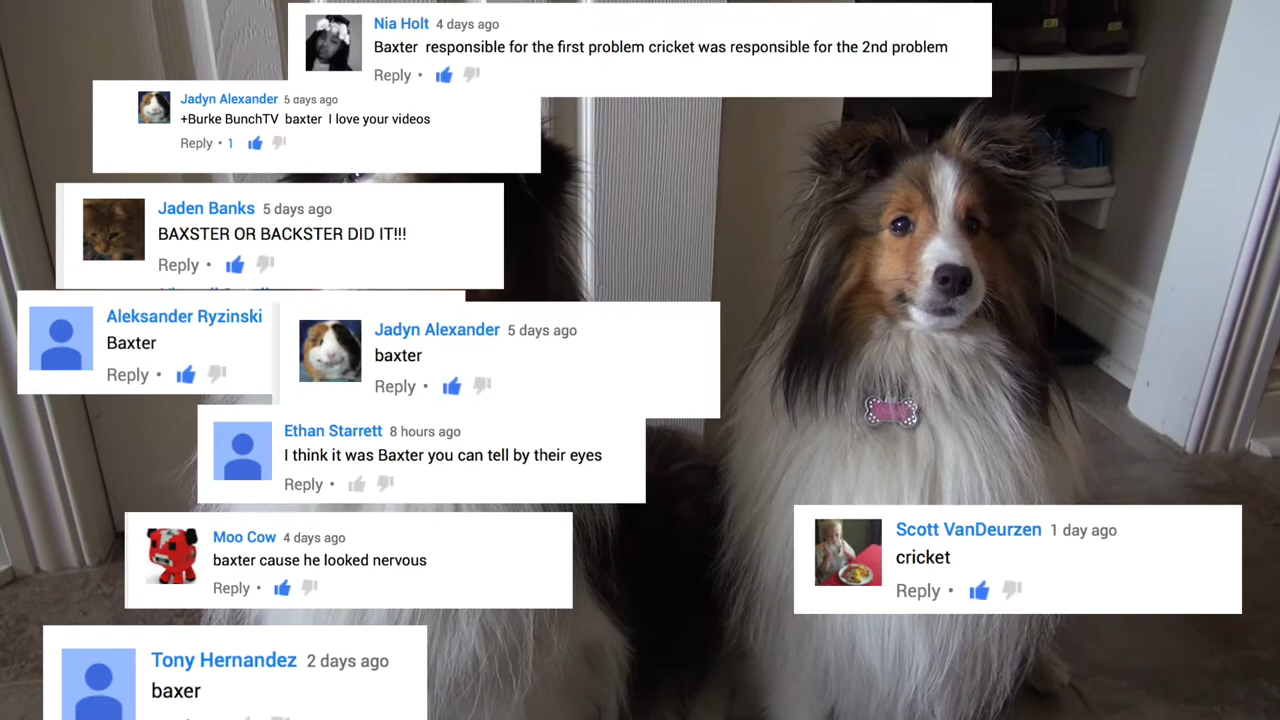 Nia Holt 4 days ago
Baxter responsible for the first problem cricket was responsible for the 2nd problem
Reply •
Jadyn Alexander 5 days ago
+Burke BunchTV baxter I love your videos
Reply • 1
Jaden Banks 5 days ago
BAXSTER OR BACKSTER DID IT!!!
Reply •
Aleksander Ryzinski
Baxter
Reply •
Jadyn Alexander 5 days ago
baxter
Reply •
Ethan Starrett 8 hours ago
I think it was Baxter you can tell by their eyes
Reply •
Moo Cow 4 days ago
baxter cause he looked nervous
Reply •
Scott VanDeurzen 1 day ago
cricket
Reply •
Tony Hernandez 2 days ago
baxer